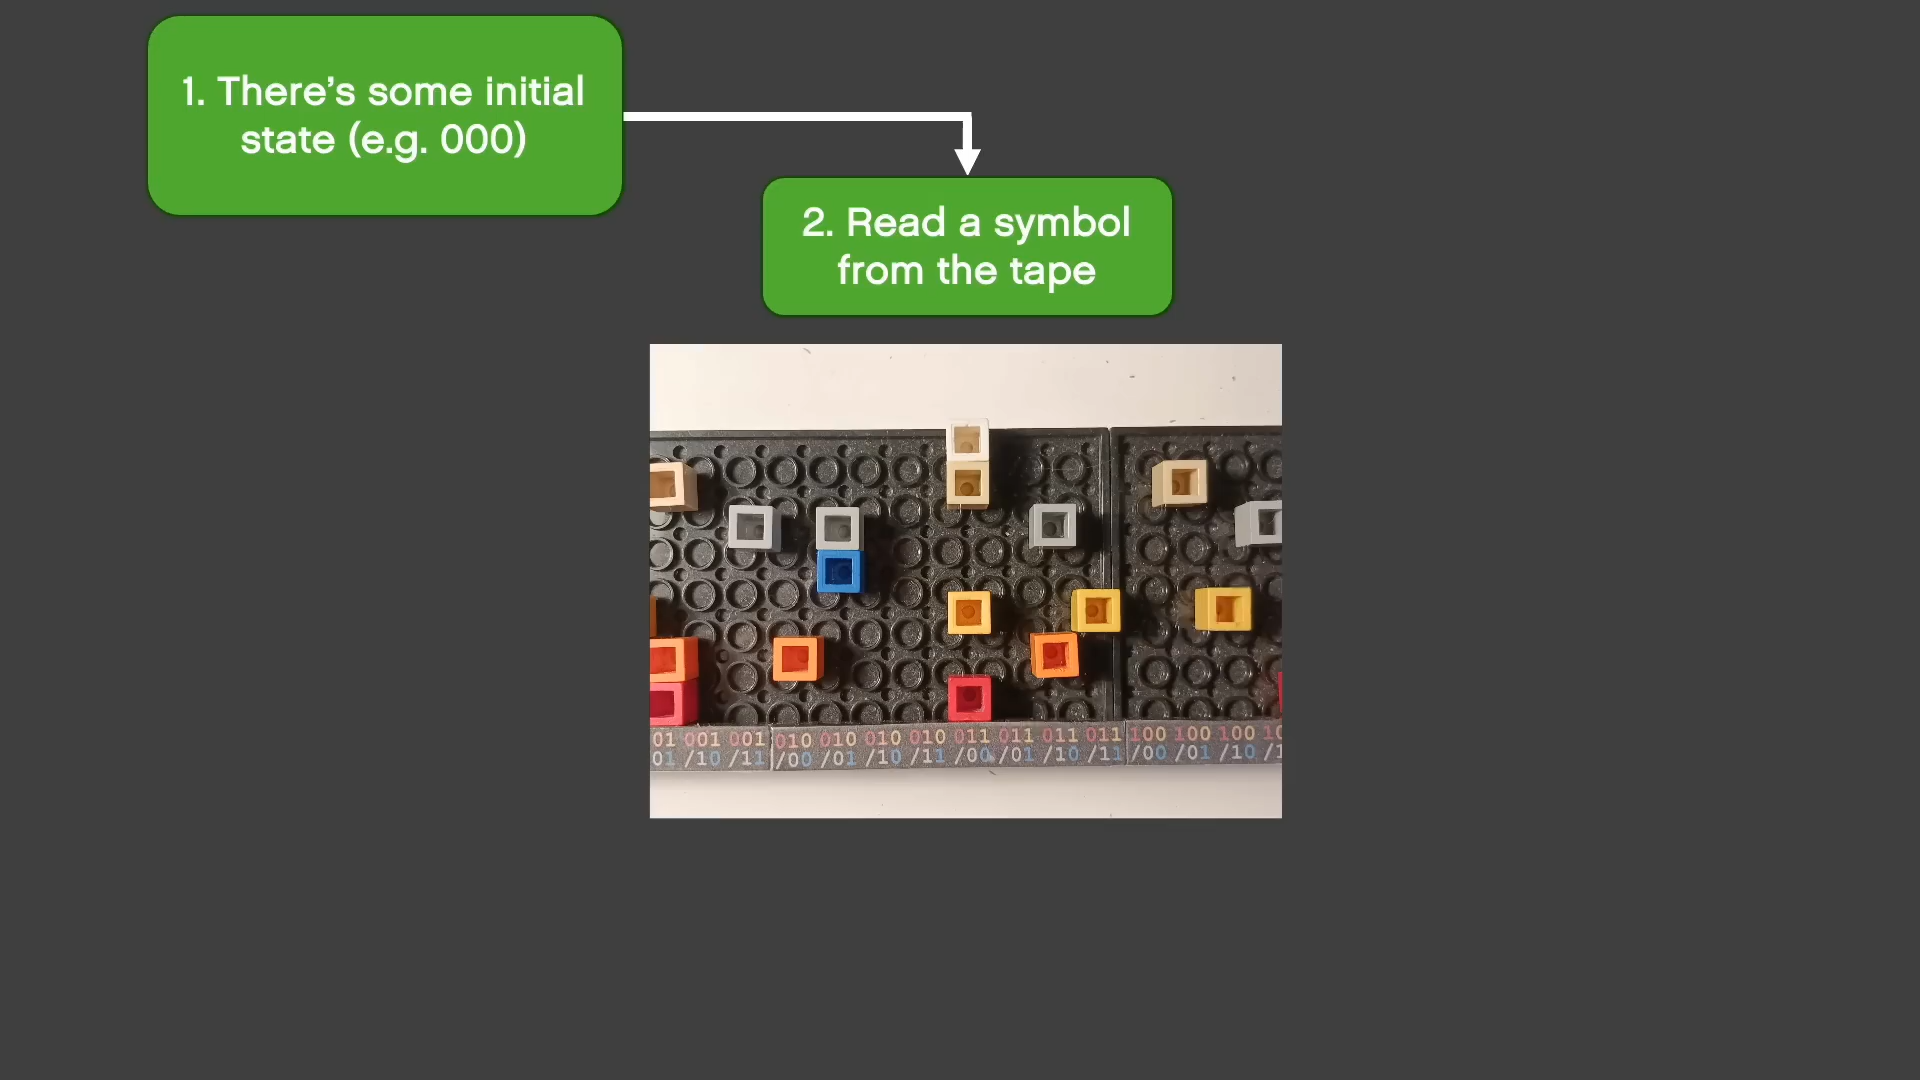 1. There's some initial
state (e.g. 000)
2. Read a symbol
from the tape
01 001 001 010 010 010 010 011 011 011 011 100 100 100 10
01 /10 /11 /00 /01 /10 /11 /00 /01 /10 /11 /00 /01 /10 /1